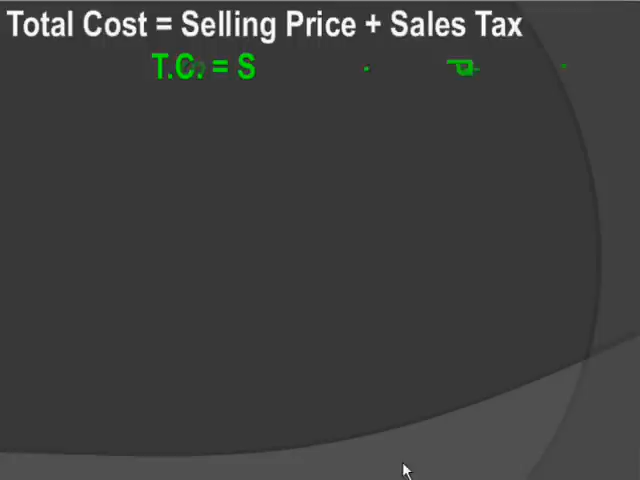 Total Cost = Selling Price + Sales Tax
T.C. = S